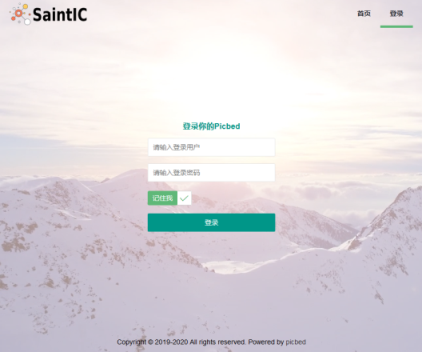 SaintIC
首页 登录
登录你的Picbed
请输入登录用户
请输入登录密码
记住我
登录
Copyright © 2019-2020 All rights reserved. Powered by picbed